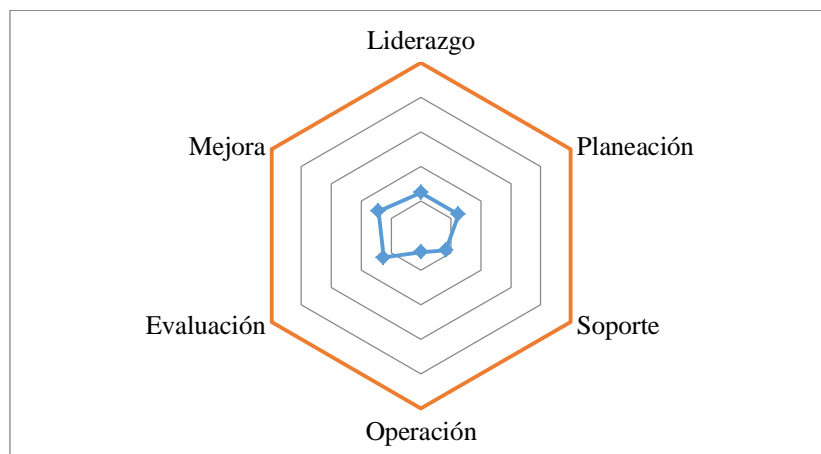 Liderazgo
Mejora
Planeación
Evaluación
Soporte
Operación